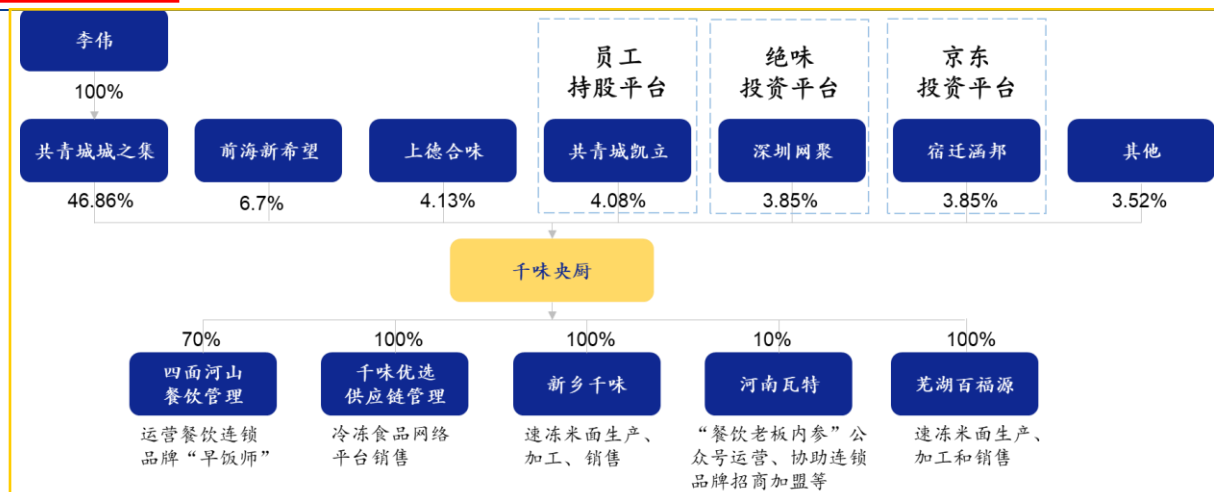 李伟
100%
员工
持股平台
绝味
投资平台
京东
投资平台
共青城城之集
前海新希望
上德合味
共青城凯立
深圳网聚
宿迁涵邦
其他
46.86%
6.7%
4.13%
4.08%
3.85%
3.85%
3.52%
千味央厨
70%
100%
100%
10%
100%
四面河山
餐饮管理
千味优选
供应链管理
新乡千味
河南瓦特
芜湖百福源
运营餐饮连锁
品牌“早饭师”
冷冻食品网络
平台销售
速冻米面生产、
加工、销售
“餐饮老板内参”公
众号运营、协助连锁
品牌招商加盟等
速冻米面生产、
加工和销售